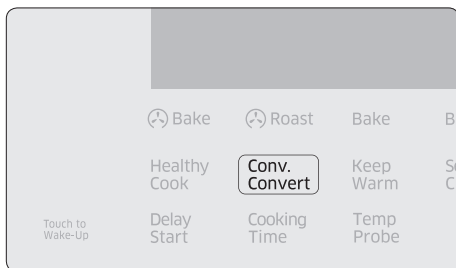 Bake Roast Bake B
Healthy Cook
Conv. Convert
Keep Warm
Touch to Wake-Up
Delay Start
Cooking Time
Temp Probe